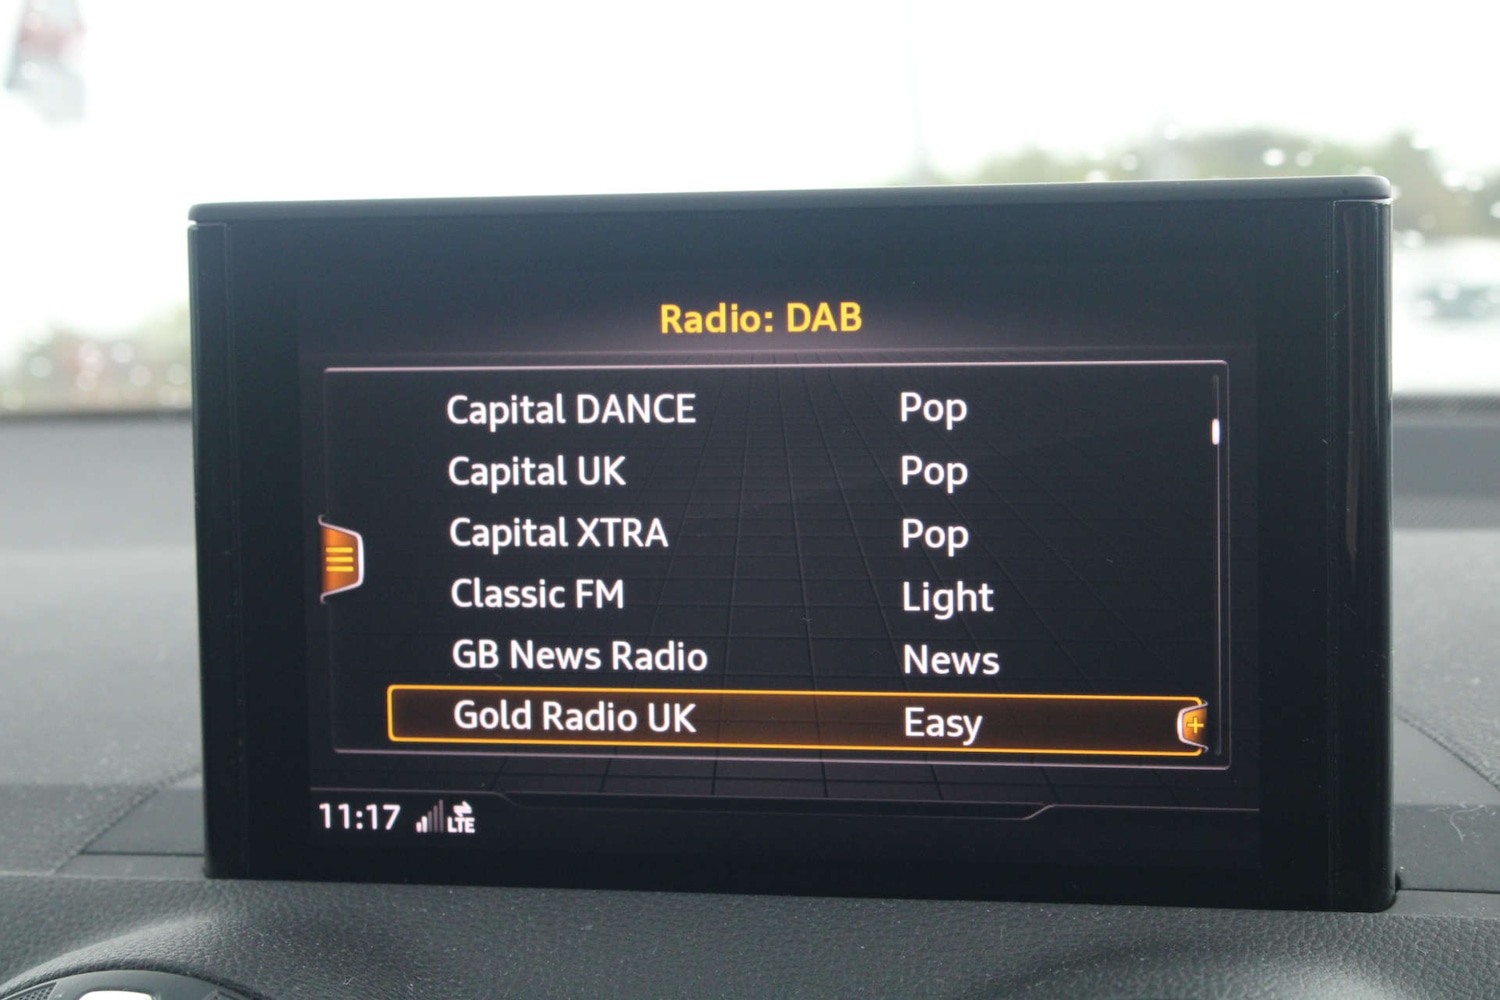 Radio: DAB
Capital DANCE Pop
Capital UK Pop
Capital XTRA Pop
Classic FM Light
GB News Radio News
Gold Radio UK Easy
11:17 LTE